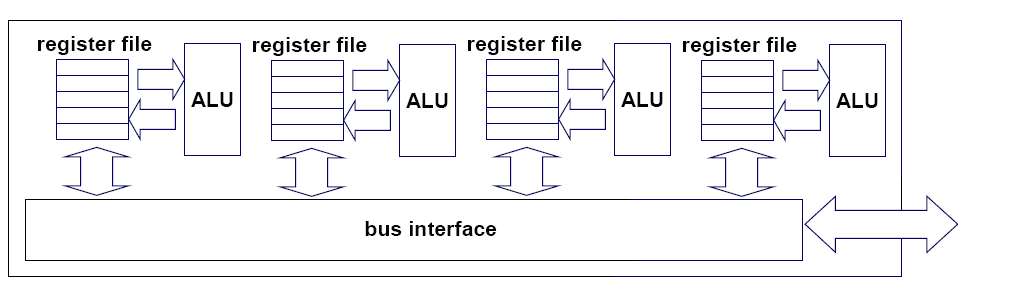 register file
register file
register file
register file
ALU
ALU
ALU
ALU
bus interface